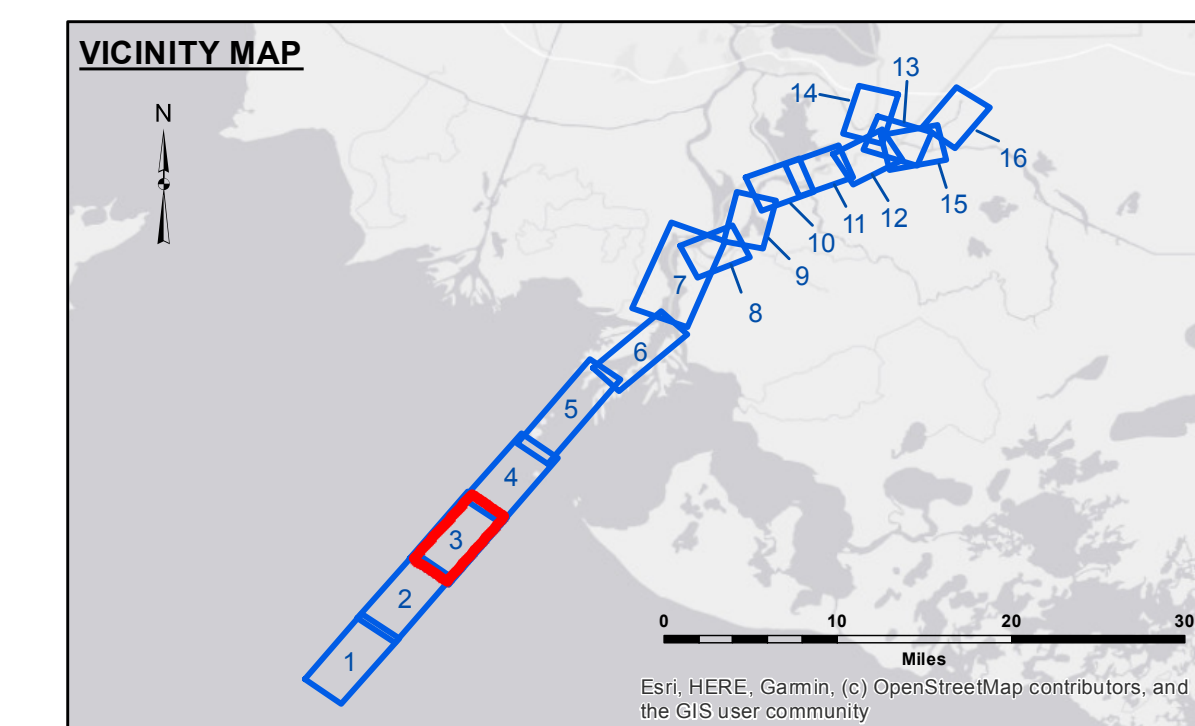 VICINITY MAP
N
13
14
16
15
12
11
10
9
8
7
6
5
4
3
2
1
0 10 20 30
Miles
Esri, HERE, Garmin, (c) OpenStreetMap contributors, and
the GIS user community